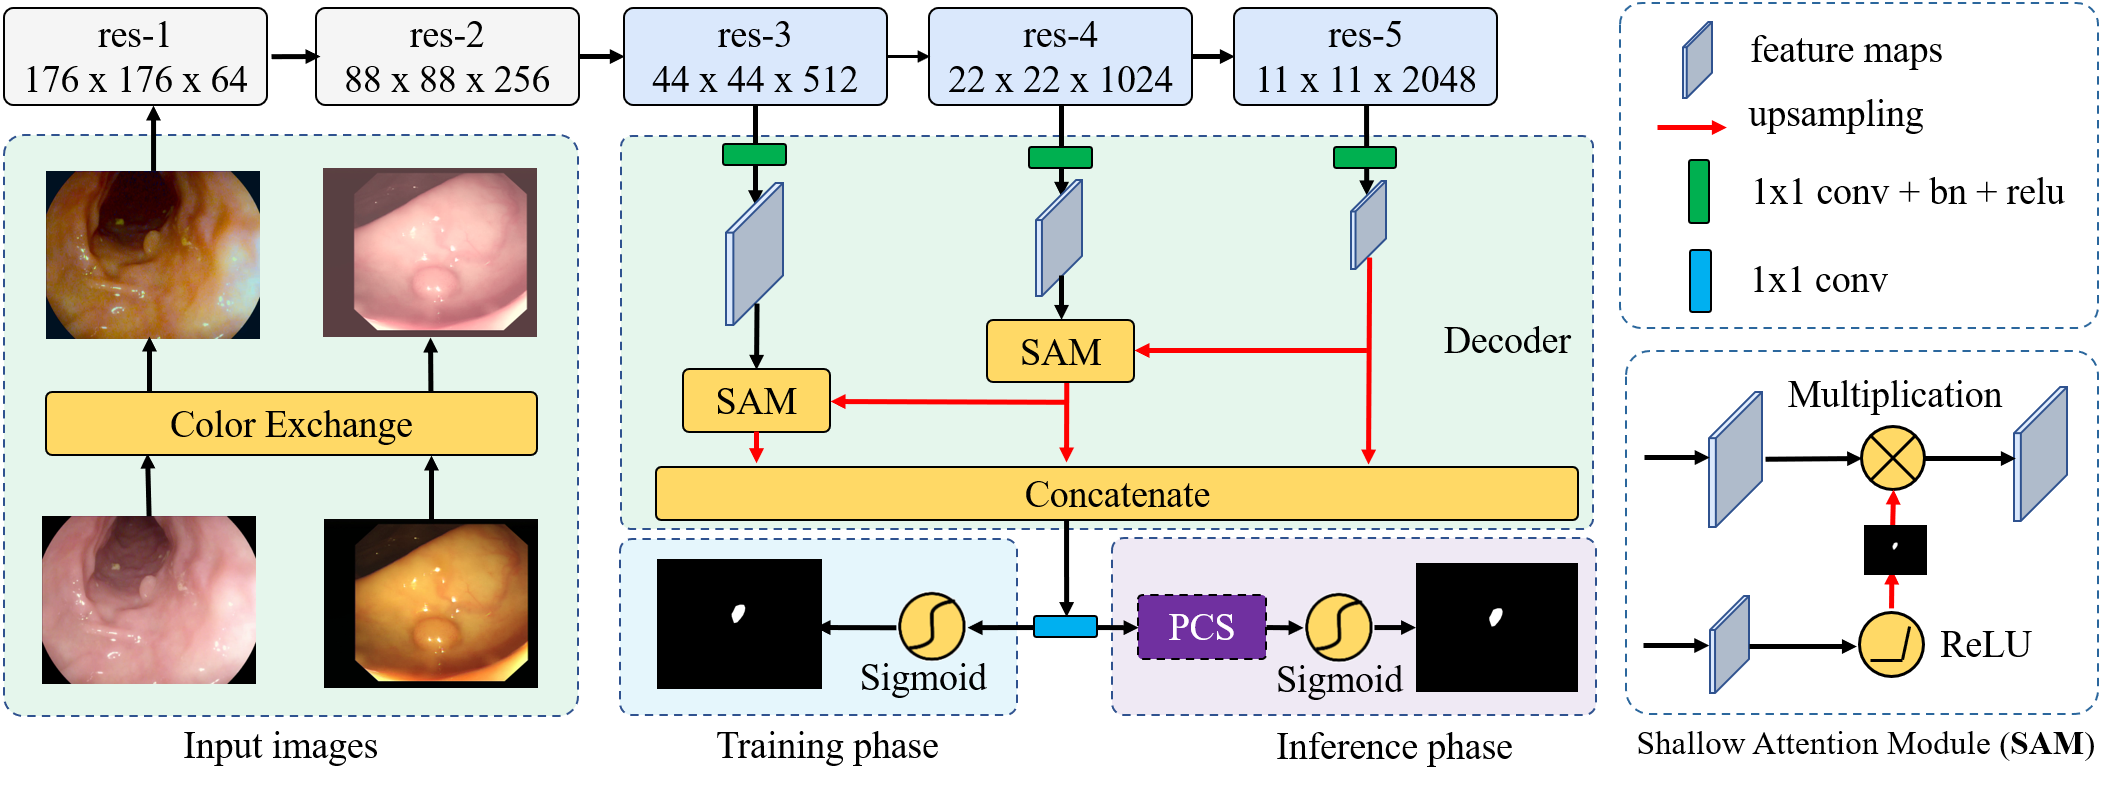 res-1
176 x 176 x 64
res-2
88 x 88 x 256
res-3
44 x 44 x 512
res-4
22 x 22 x 1024
res-5
11 x 11 x 2048
feature maps
upsampling
1x1 conv + bn + relu
1x1 conv
Color Exchange
Input images
Decoder
SAM
SAM
Concatenate
Sigmoid
Training phase
PCS
Sigmoid
Inference phase
Multiplication
ReLU
Shallow Attention Module (SAM)